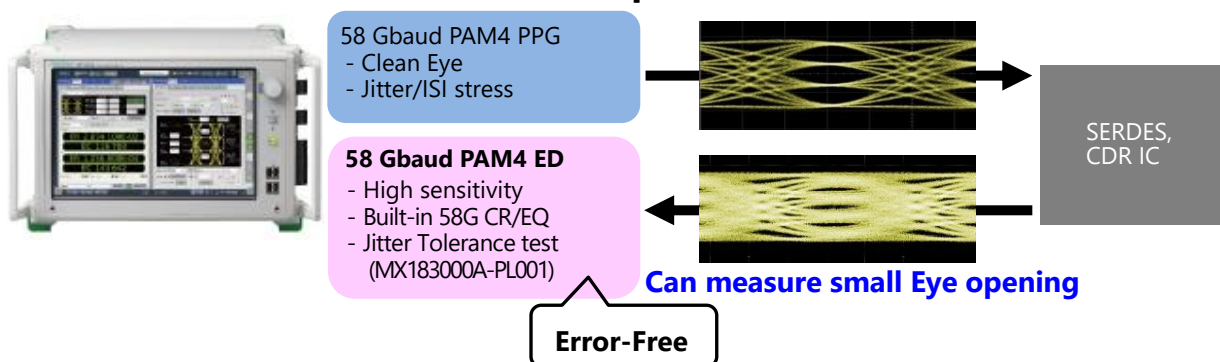 58 Gbaud PAM4 PPG
- Clean Eye
- Jitter/ISI stress
SERDES,
CDR IC
58 Gbaud PAM4 ED
- High sensitivity
- Built-in 58G CR/EQ
- Jitter Tolerance test
(MX183000A-PL001)
Can measure small Eye opening
Error-Free